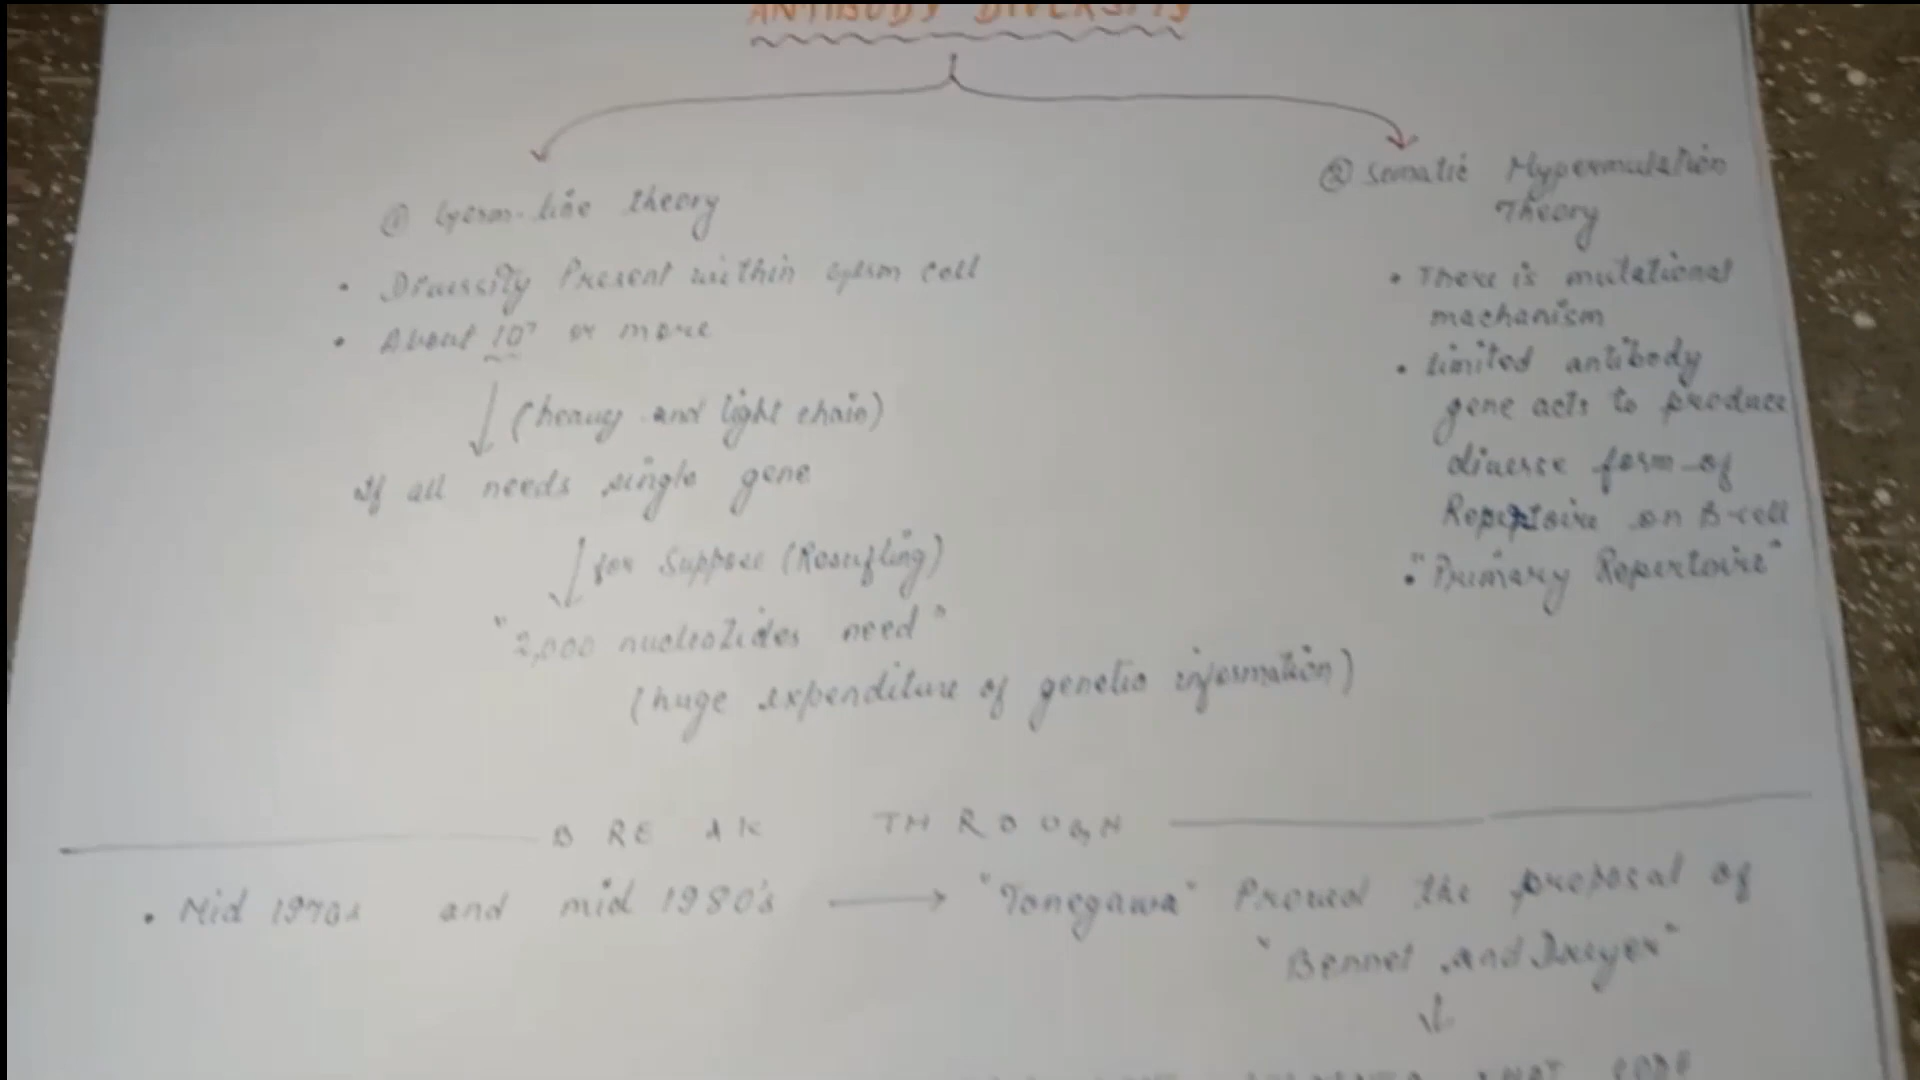 ANTIBODY DIVERSITY
① Germ-line theory
• Diversity Present within germ cell
• About 10⁷ or more
(heavy and light chain)
If all needs single gene
for suppose (Resulting)
"2,000 nucleotides need"
(huge expenditure of genetic information)
② Somatic Hypermutation
Theory
• There is mutational
mechanism
• limited antibody
gene acts to produce
diverse form of
Repertoire on B-cell
• "Primary Repertoire"
BREAK THROUGH
• Mid 1970s and mid 1980's → "Tonegawa" Proved the proposal of
"Bennet and Dreyer"
CODE